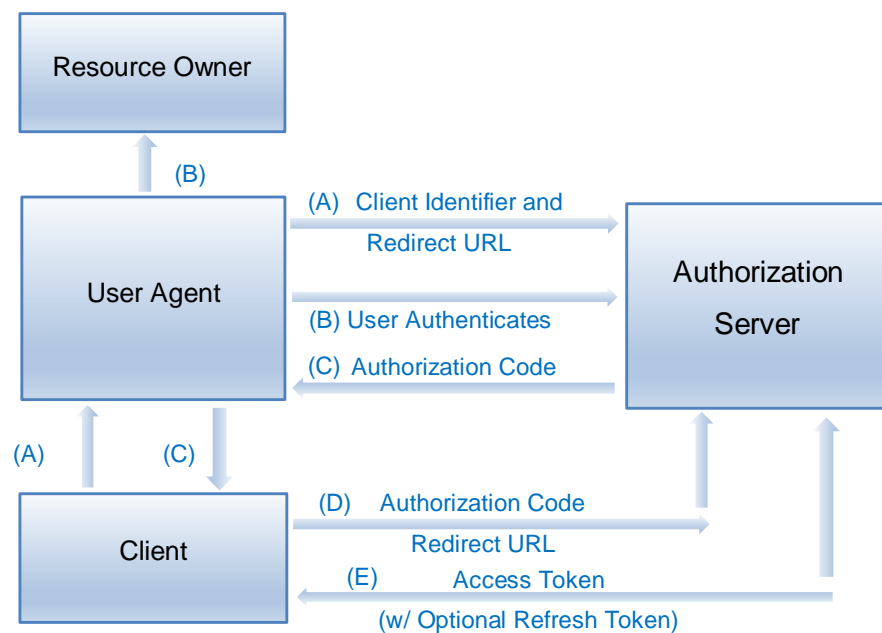 Resource Owner
(B)
(A) Client Identifier and
Redirect URL
User Agent
Authorization
Server
(B) User Authenticates
(C) Authorization Code
(A)
(C)
(D) Authorization Code
Redirect URL
Client
(E) Access Token
(w/ Optional Refresh Token)